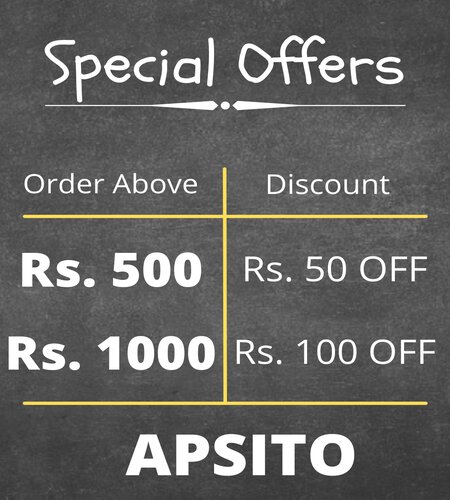 Special Offers
Order Above Discount
Rs. 500 Rs. 50 OFF
Rs. 1000 Rs. 100 OFF
APSITO